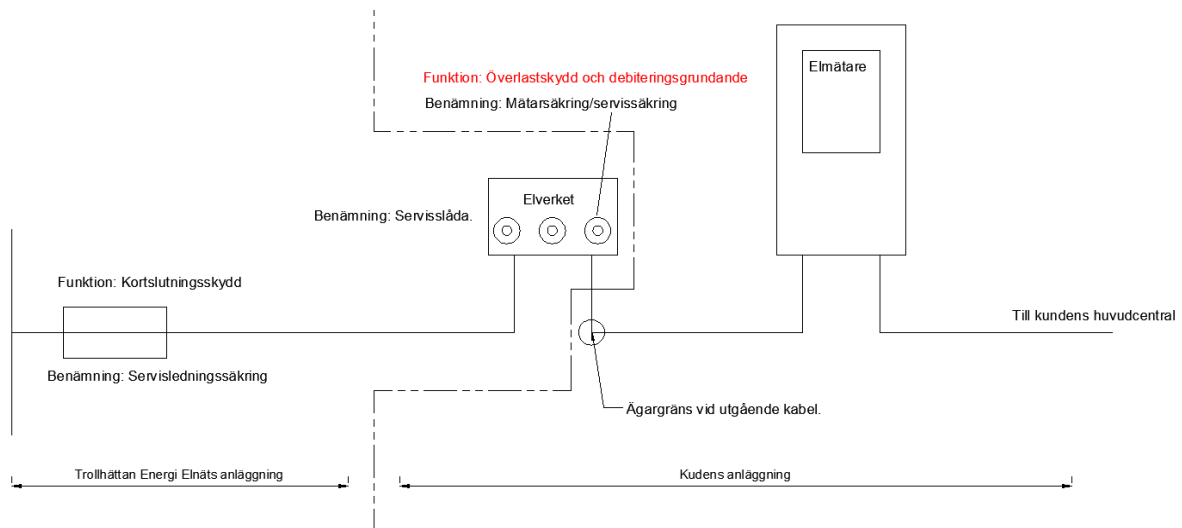 Elmätare
Funktion: Överlastskydd och debiteringsgrundande
Benämning: Mätarsäkring/servissäkring
Elverket
Benämning: Servisslåda.
Funktion: Kortslutningsskydd
Till kundens huvudcentral
Benämning: Servisledningssäkring
Ägargräns vid utgående kabel.
Trollhättan Energi Elnäts anläggning
Kudens anläggning